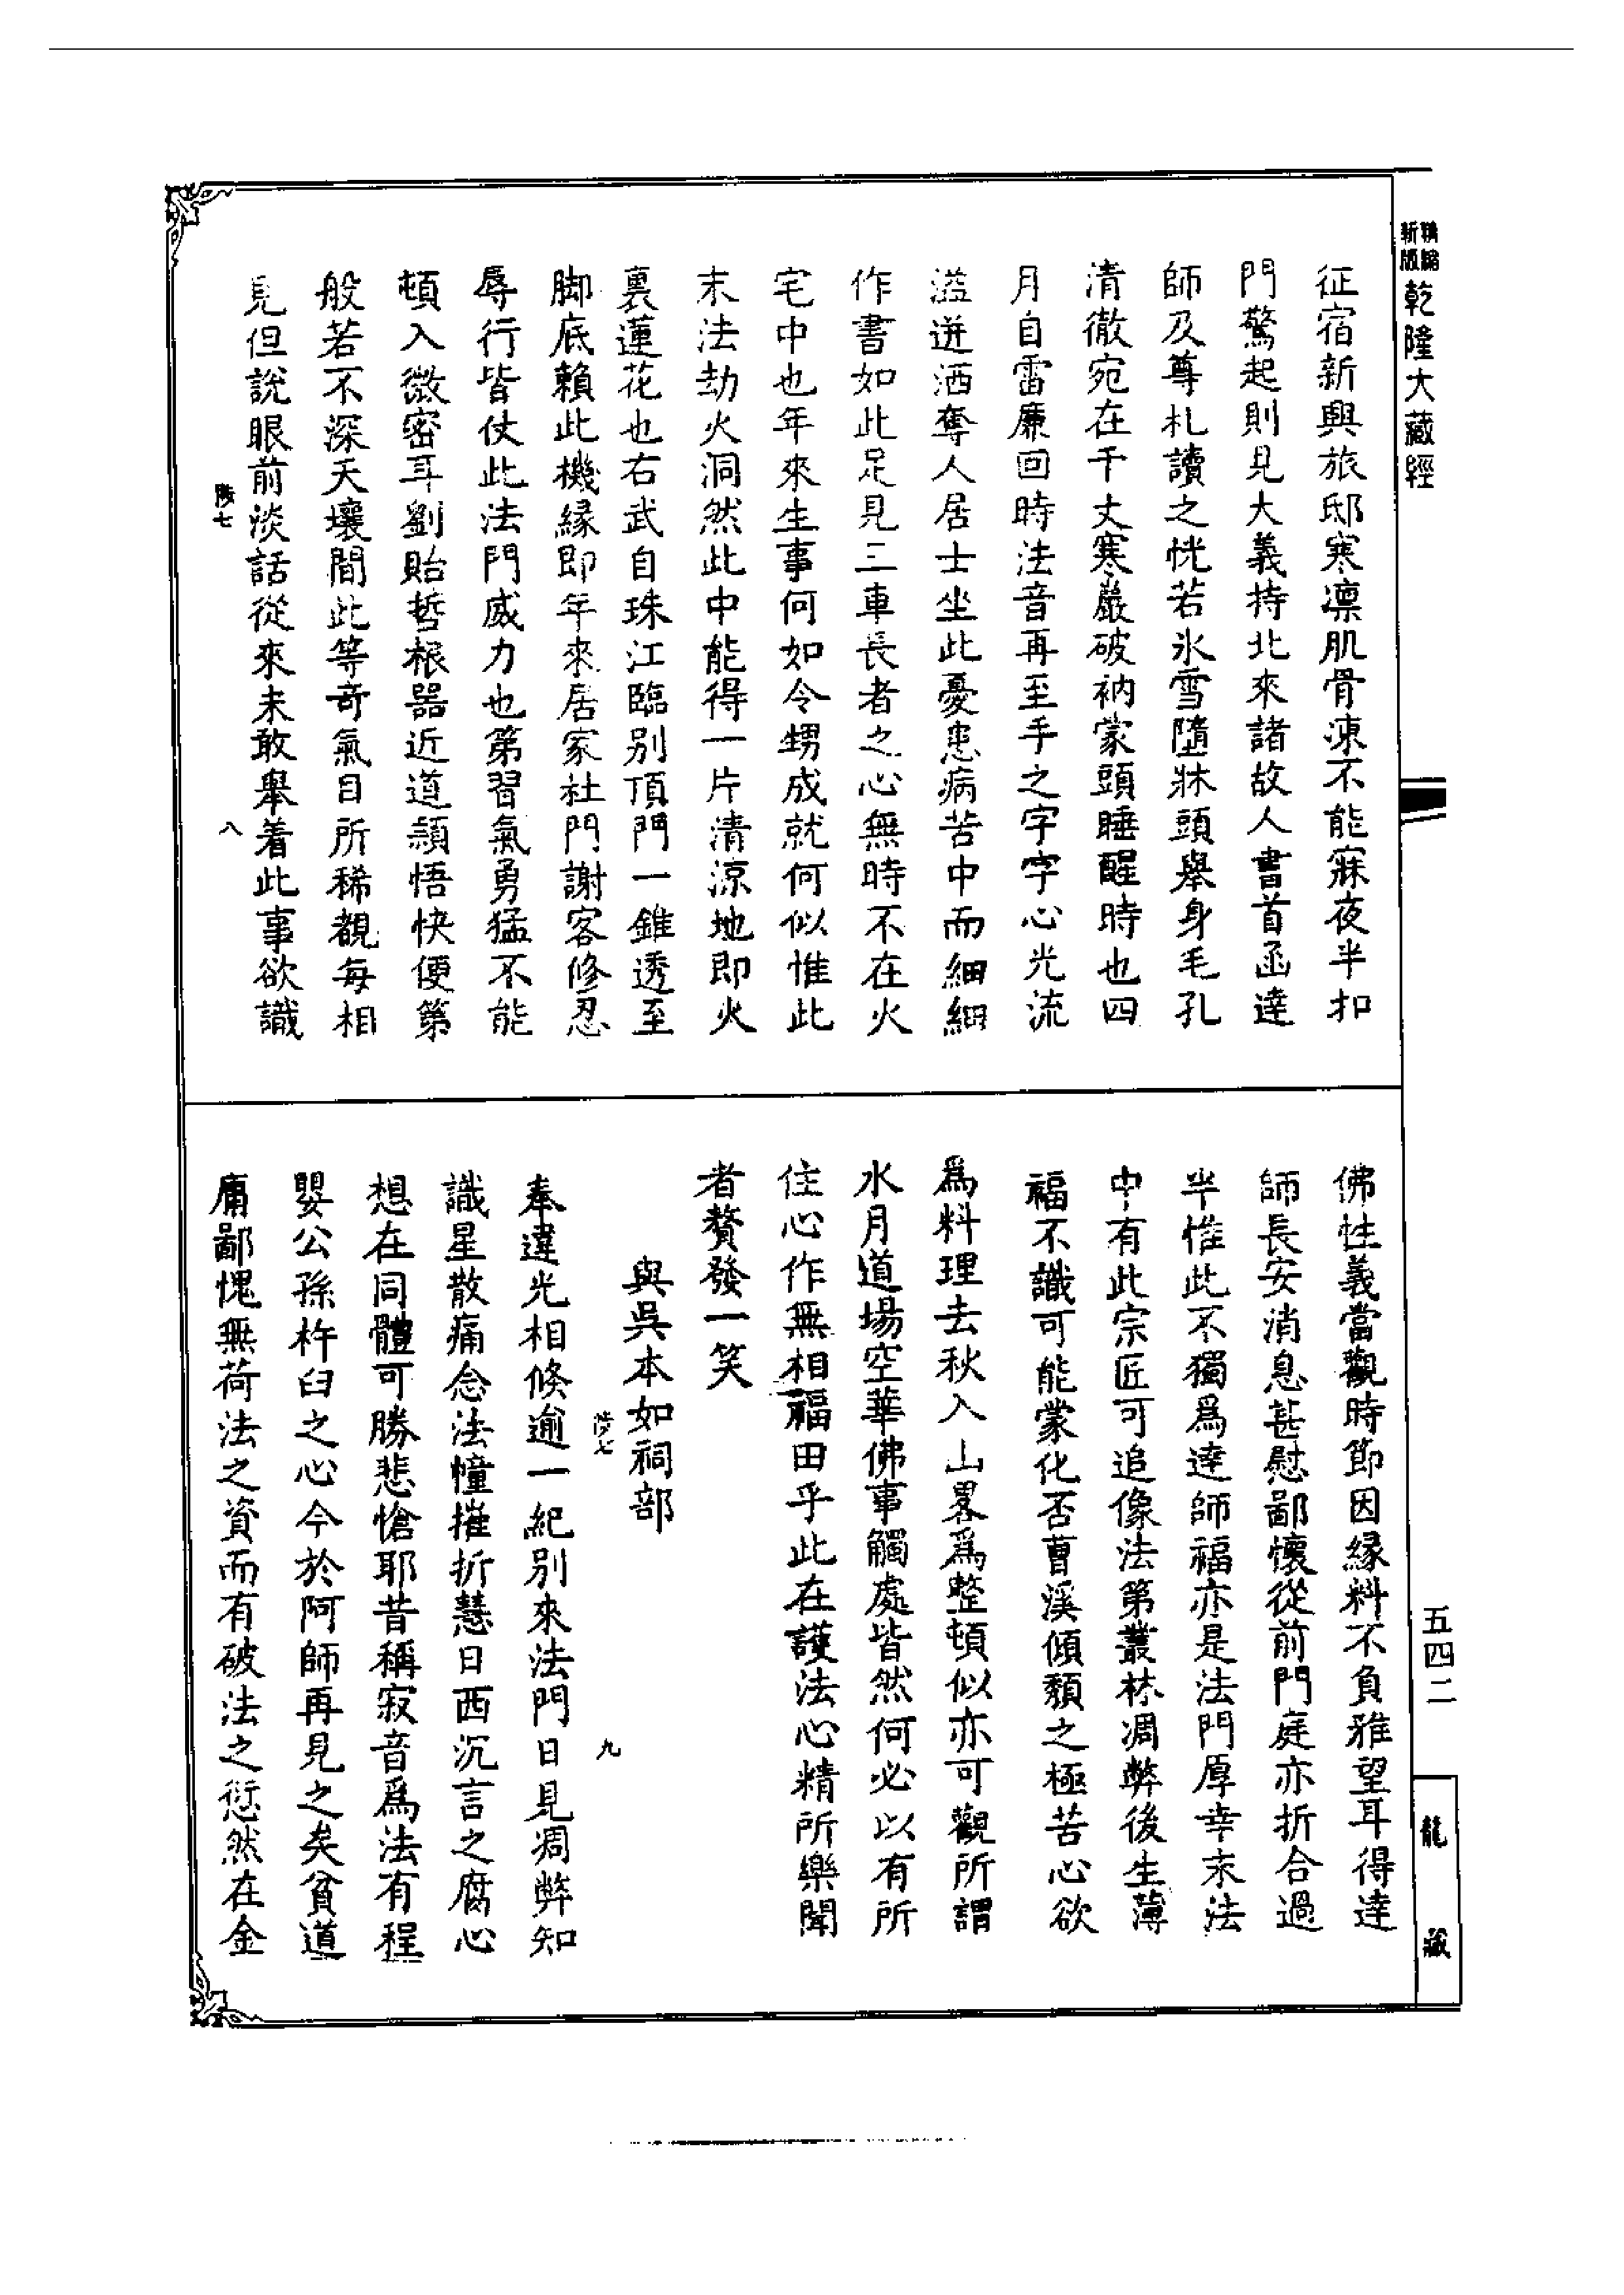 精縮
新版
乾隆大藏經
征宿新興旅邸寒凛肌骨凍不能寐夜半扣
門驚起則見大義持北來諸故人書首函達
師及尊札讀之恍若氷雪墮牀頭舉身毛孔
清徹宛在千丈寒巖破衲蒙頭睡醒時也四
月自雷廉回時法音再至手之字字心光流
溢迸洒奪人居士坐此憂患病苦中而細細
作書如此足見三車長者之心無時不在火
宅中也年來生事何如令甥成就何似惟此
末法劫火洞然此中能得一片清涼地即火
裏蓮花也右武自珠江臨別頂門一錐透至
脚底賴此機緣即年來居家杜門謝客修忍
辱行皆仗此法門威力也第習氣勇猛不能
頓入微密耳劉貽哲根器近道頴悟快便第
般若不深天壤間此等奇氣目所稀覩每相
見但說眼前淡話從來未敢舉着此事欲識
八
佛性義當觀時節因緣料不負雅望耳得達
師長安消息甚慰鄙懷從前門庭亦折合過
半惟此不獨爲達師福亦是法門厚幸末法
中有此宗匠可追像法第叢林凋弊後生薄
福不識可能蒙化否曹溪傾頽之極苦心欲
爲料理去秋入山畧爲整頓似亦可觀所謂
水月道場空華佛事觸處皆然何必以有所
住心作無相福田乎此在護法心精所樂聞
者贅發一笑
與吳本如祠部
九
奉違光相倐逾一紀別來法門日見凋弊知
識星散痛念法幢摧折慧日西沉言之腐心
想在同體可勝悲愴耶昔稱寂音爲法有程
嬰公孫杵臼之心今於阿師再見之矣貧道
庸鄙愧無荷法之資而有破法之愆然在金
五四二
龍藏